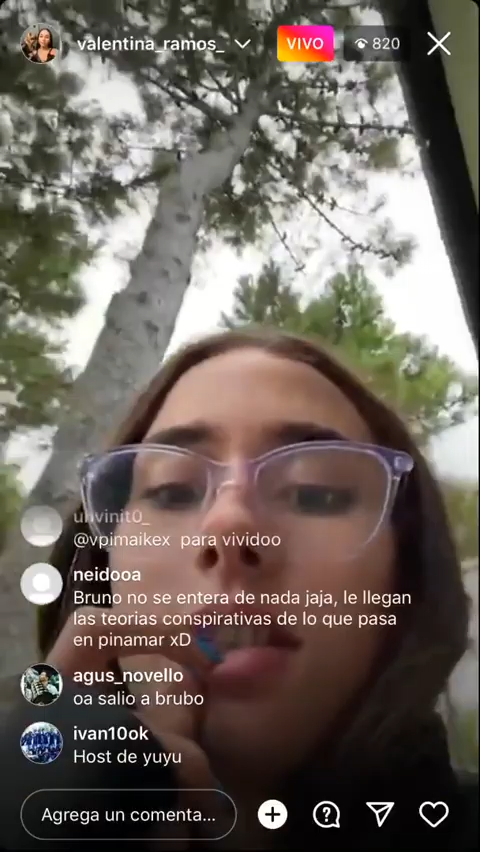 valentina_ramos_ VIVO 820
unvinit0_
@vpimaikex para vividoo
neidooa
Bruno no se entera de nada jaja, le llegan
las teorias conspirativas de lo que pasa
en pinamar xD
agus_novello
oa salio a brubo
ivan10ok
Host de yuyu
Agrega un comenta...